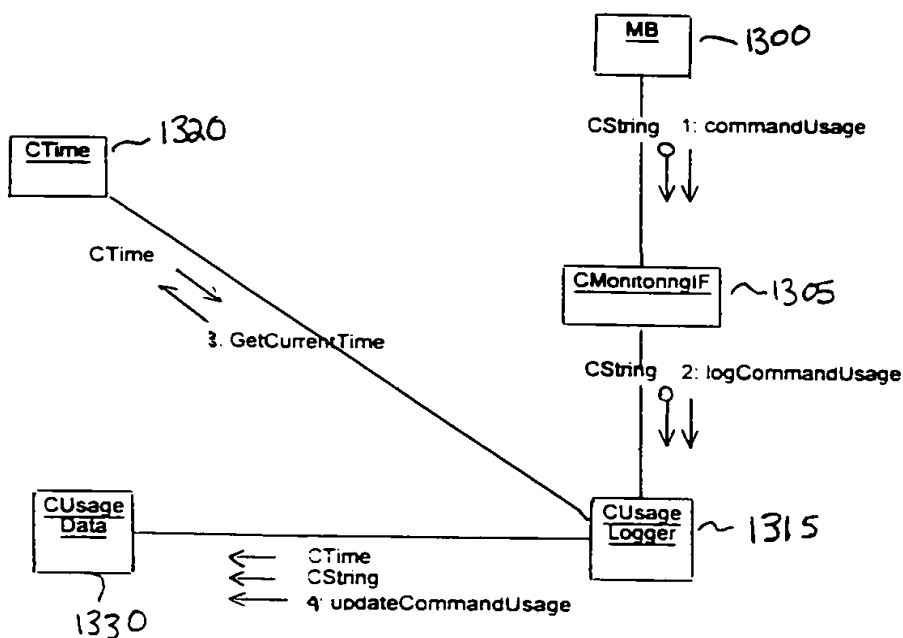 MB
1300
CString 1: commandUsage
1320
CTime
CMonitonngIF
1305
CTime
3. GetCurrentTime
CString 2: logCommandUsage
CUsage
Data
CUsage
Logger
1315
CTime
CString
4: updateCommandUsage
1330